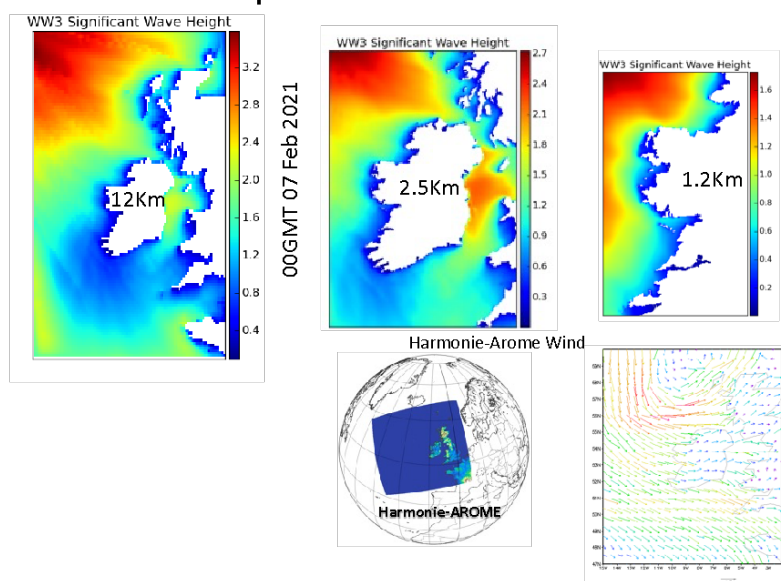 WW3 Significant Wave Height
3.2
2.8
2.4
2.0
1.6
1.2
0.8
0.4
12Km
00GMT 07 Feb 2021
WW3 Significant Wave Height
2.7
2.4
2.1
1.8
1.5
1.2
0.9
0.6
0.3
2.5Km
WW3 Significant Wave Height
1.6
1.4
1.2
1.0
0.8
0.6
0.4
0.2
1.2Km
Harmonie-Arome Wind
Harmonie-AROME